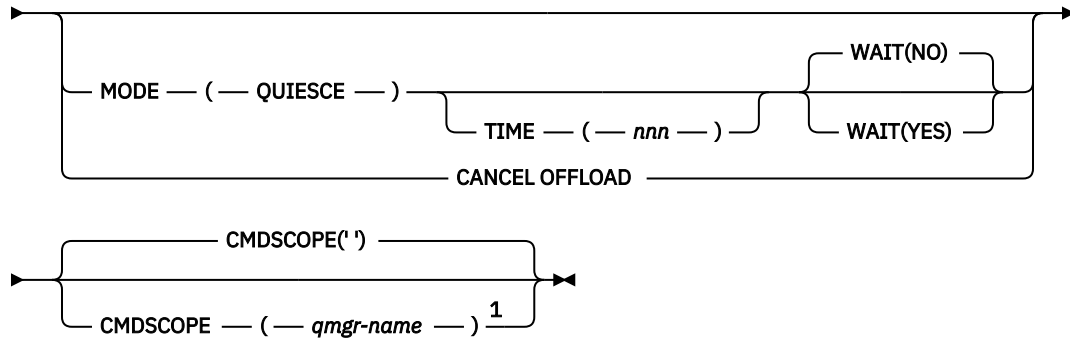 WAIT(NO)
MODE ( QUIESCE )
TIME ( nnn )
WAIT(YES)
CANCEL OFFLOAD
CMDSCOPE(' ')
CMDSCOPE ( qmgr-name ) 1